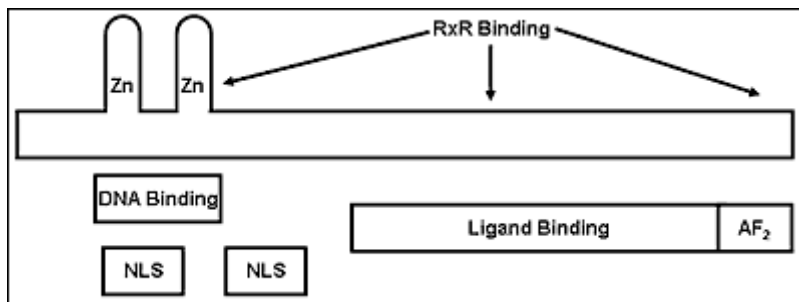 RxR Binding
Zn Zn
DNA Binding
Ligand Binding AF₂
NLS NLS